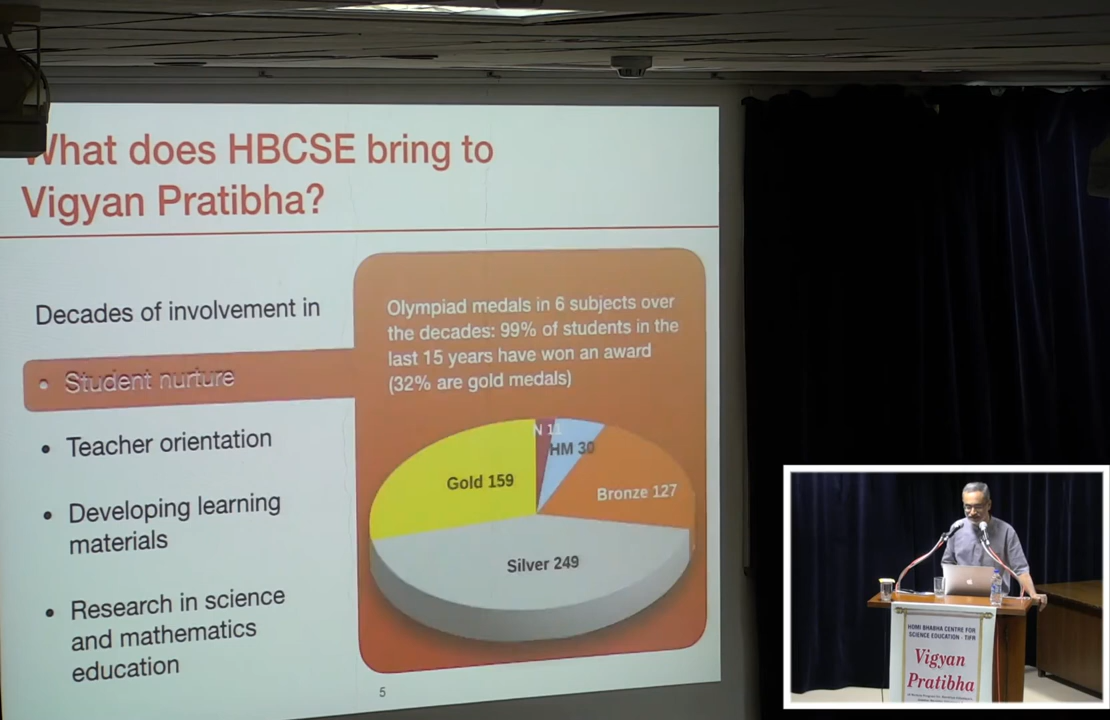 What does HBCSE bring to
Vigyan Pratibha?
Decades of involvement in
• Student nurture
• Teacher orientation
• Developing learning
materials
• Research in science
and mathematics
education
Olympiad medals in 6 subjects over
the decades: 99% of students in the
last 15 years have won an award
(32% are gold medals)
N 11
HM 30
Gold 159
Bronze 127
Silver 249
5
HOMI BHABHA CENTRE FOR
SCIENCE EDUCATION - TIFR
Vigyan
Pratibha